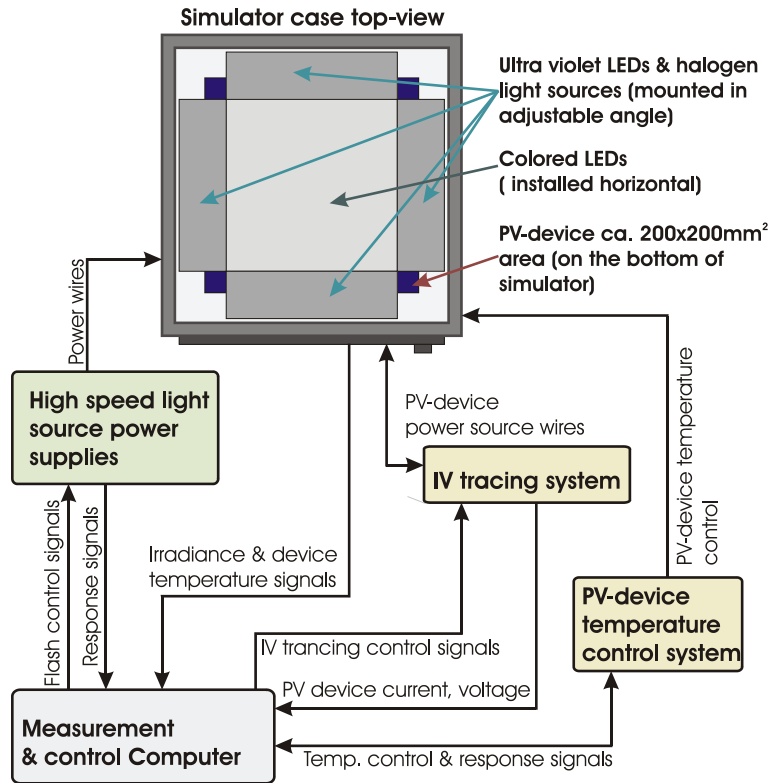 Simulator case top-view
Ultra violet LEDs & halogen
light sources (mounted in
adjustable angle)
Colored LEDs
( installed horizontal)
PV-device ca. 200x200mm²
area (on the bottom of
simulator)
Power wires
High speed light
source power
supplies
PV-device
power source wires
IV tracing system
PV-device temperature
control
Flash control signals
Response signals
Irradiance & device
temperature signals
PV-device
temperature
control system
IV trancing control signals
PV device current, voltage
Measurement
& control Computer
Temp. control & response signals